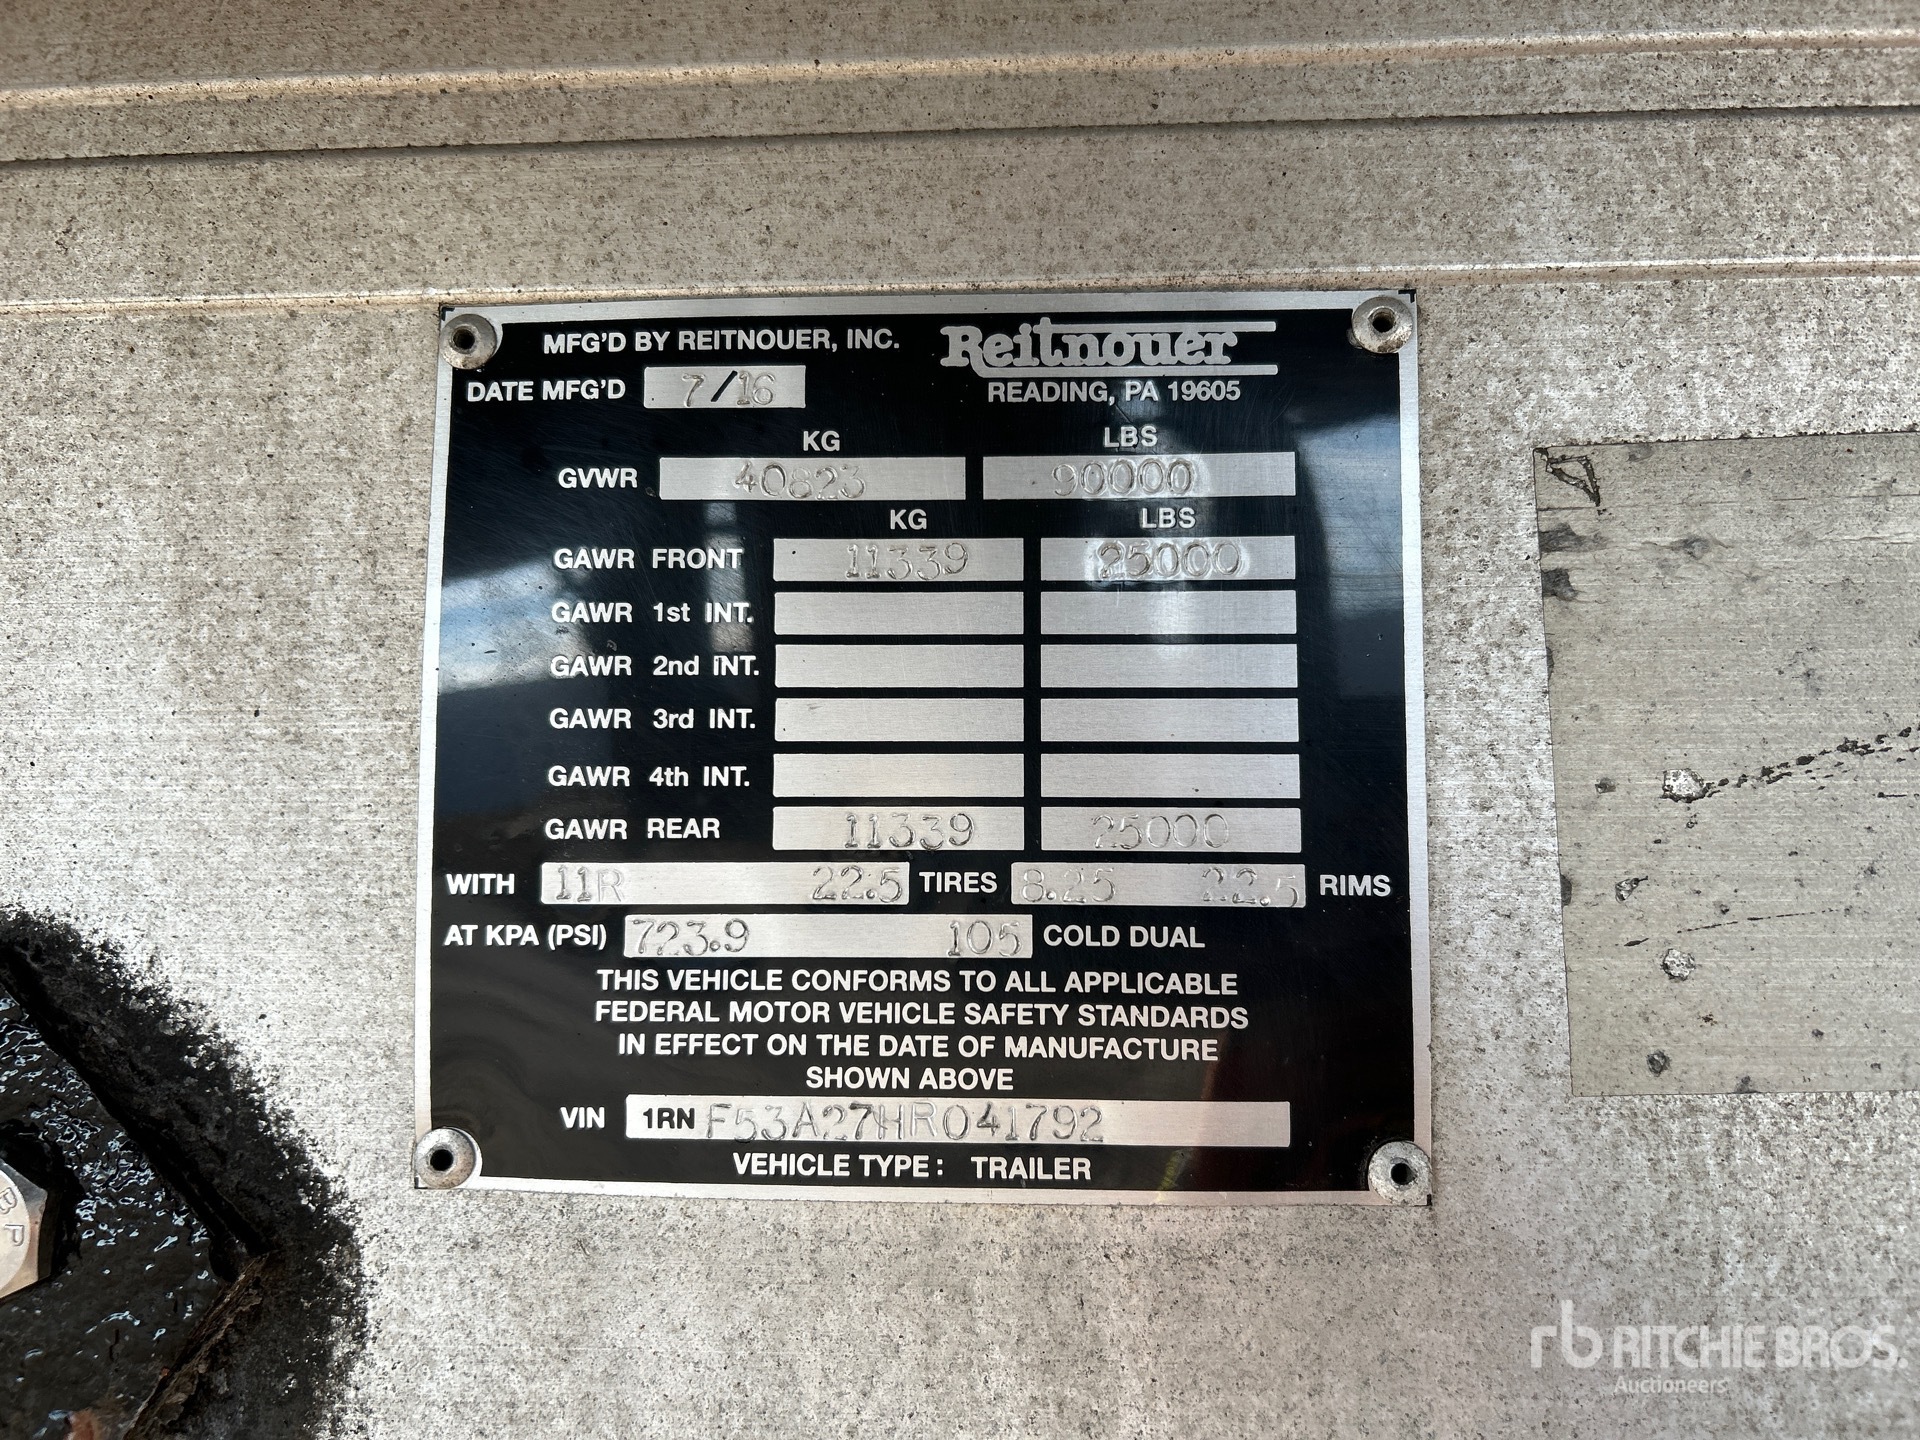 MFG'D BY REITNOUER, INC. Reitnouer
DATE MFG'D 7/16 READING, PA 19605
KG LBS
GVWR 40823 90000
KG LBS
GAWR FRONT 11339 25000
GAWR 1st INT.
GAWR 2nd INT.
GAWR 3rd INT.
GAWR 4th INT.
GAWR REAR 11339 25000
WITH 11R 22.5 TIRES 8.25 22.5 RIMS
AT KPA (PSI) 723.9 105 COLD DUAL
THIS VEHICLE CONFORMS TO ALL APPLICABLE
FEDERAL MOTOR VEHICLE SAFETY STANDARDS
IN EFFECT ON THE DATE OF MANUFACTURE
SHOWN ABOVE
VIN 1RNF53A27HR041792
VEHICLE TYPE: TRAILER
BP
rb RITCHIE BROS.
Auctioneers